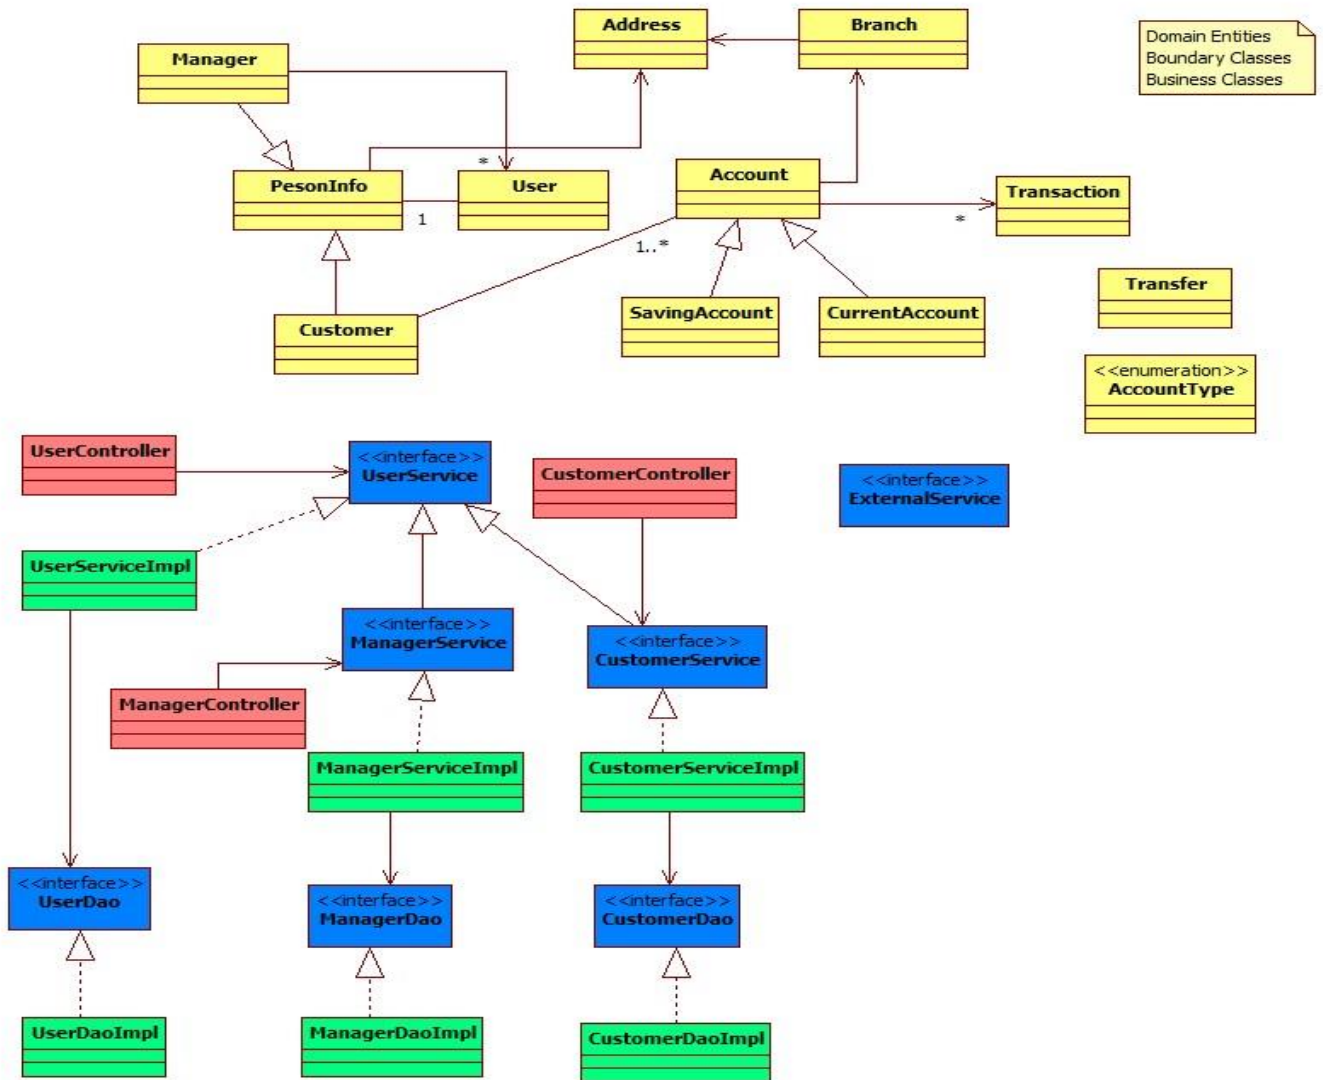 Address
Branch
Domain Entities
Boundary Classes
Business Classes
Manager
*
PesonInfo
User
Account
Transaction
1
1..*
*
Transfer
SavingAccount
CurrentAccount
Customer
<<enumeration>>
AccountType
UserController
<<interface>>
UserService
CustomerController
<<interface>>
ExternalService
UserServiceImpl
<<interface>>
ManagerService
<<interface>>
CustomerService
ManagerController
ManagerServiceImpl
CustomerServiceImpl
<<interface>>
UserDao
<<interface>>
ManagerDao
<<interface>>
CustomerDao
UserDaoImpl
ManagerDaoImpl
CustomerDaoImpl